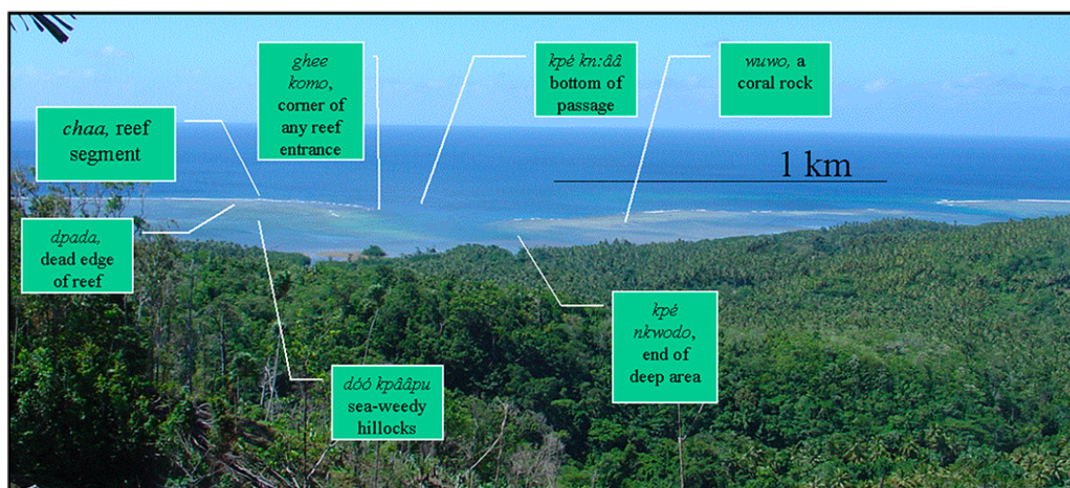 ghee
komo,
corner of
any reef
entrance
kpé kn:ââ
bottom of
passage
wuwo, a
coral rock
chaa, reef
segment
1 km
dpada,
dead edge
of reef
kpé
nkwodo,
end of
deep area
dóó kpââpu
sea-weedy
hillocks